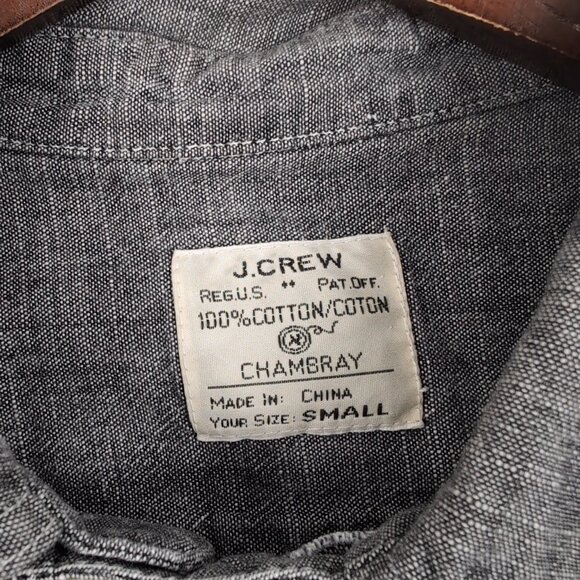 J.CREW
REG.U.S. ** PAT.OFF.
100%COTTON/COTON
CHAMBRAY
MADE IN: CHINA
YOUR SIZE: SMALL